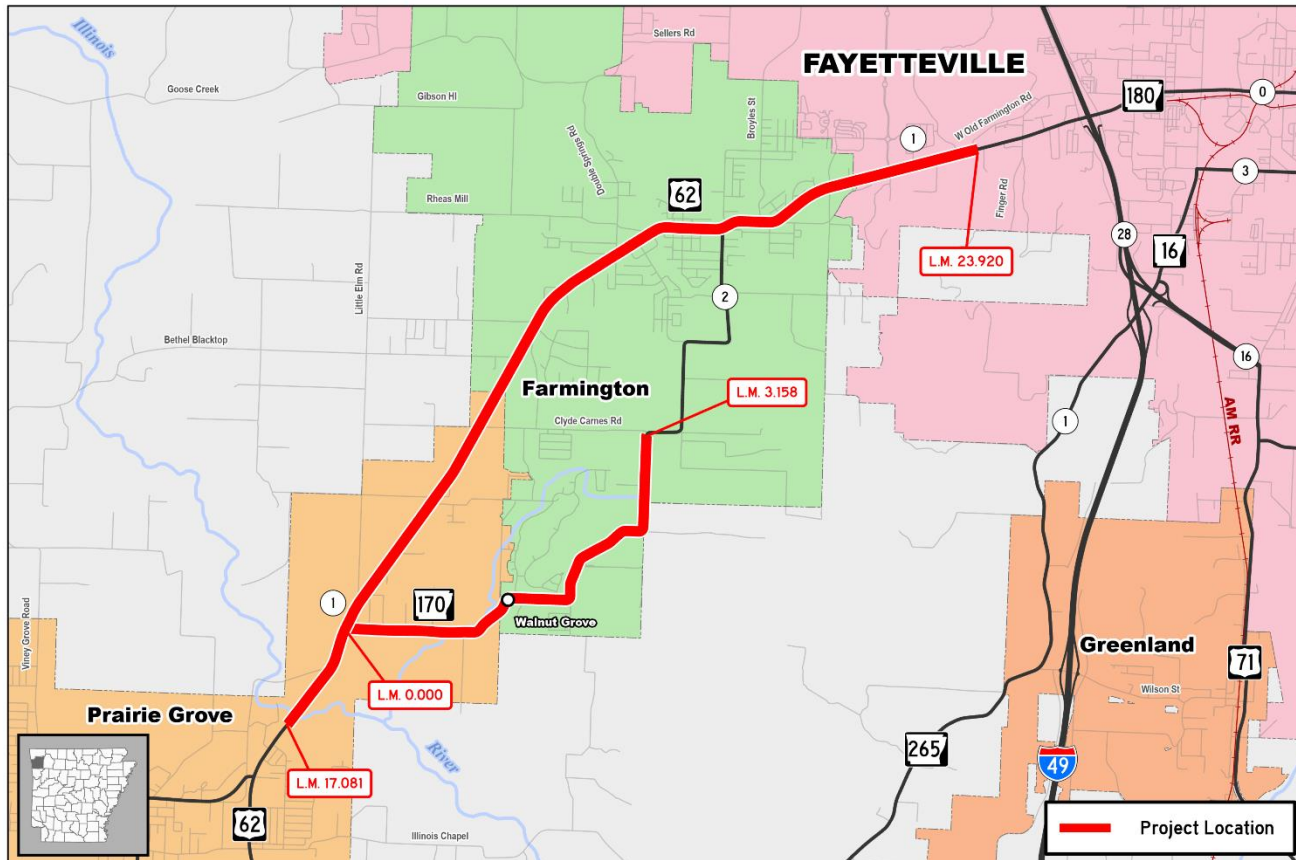 Illinois
Sellers Rd
FAYETTEVILLE
Goose Creek
Gibson Hl
Broyles St
W Old Farmington Rd
180
0
1
Double Springs Rd
3
Rheas Mill
62
Finger Rd
28
16
L.M. 23.920
Little Elm Rd
2
Bethel Blacktop
16
Farmington
L.M. 3.158
AM RR
Clyde Carnes Rd
1
1
170
Walnut Grove
Viney Grove Road
Greenland
71
L.M. 0.000
Wilson St
Prairie Grove
River
265
49
L.M. 17.081
62
Illinois Chapel
Project Location